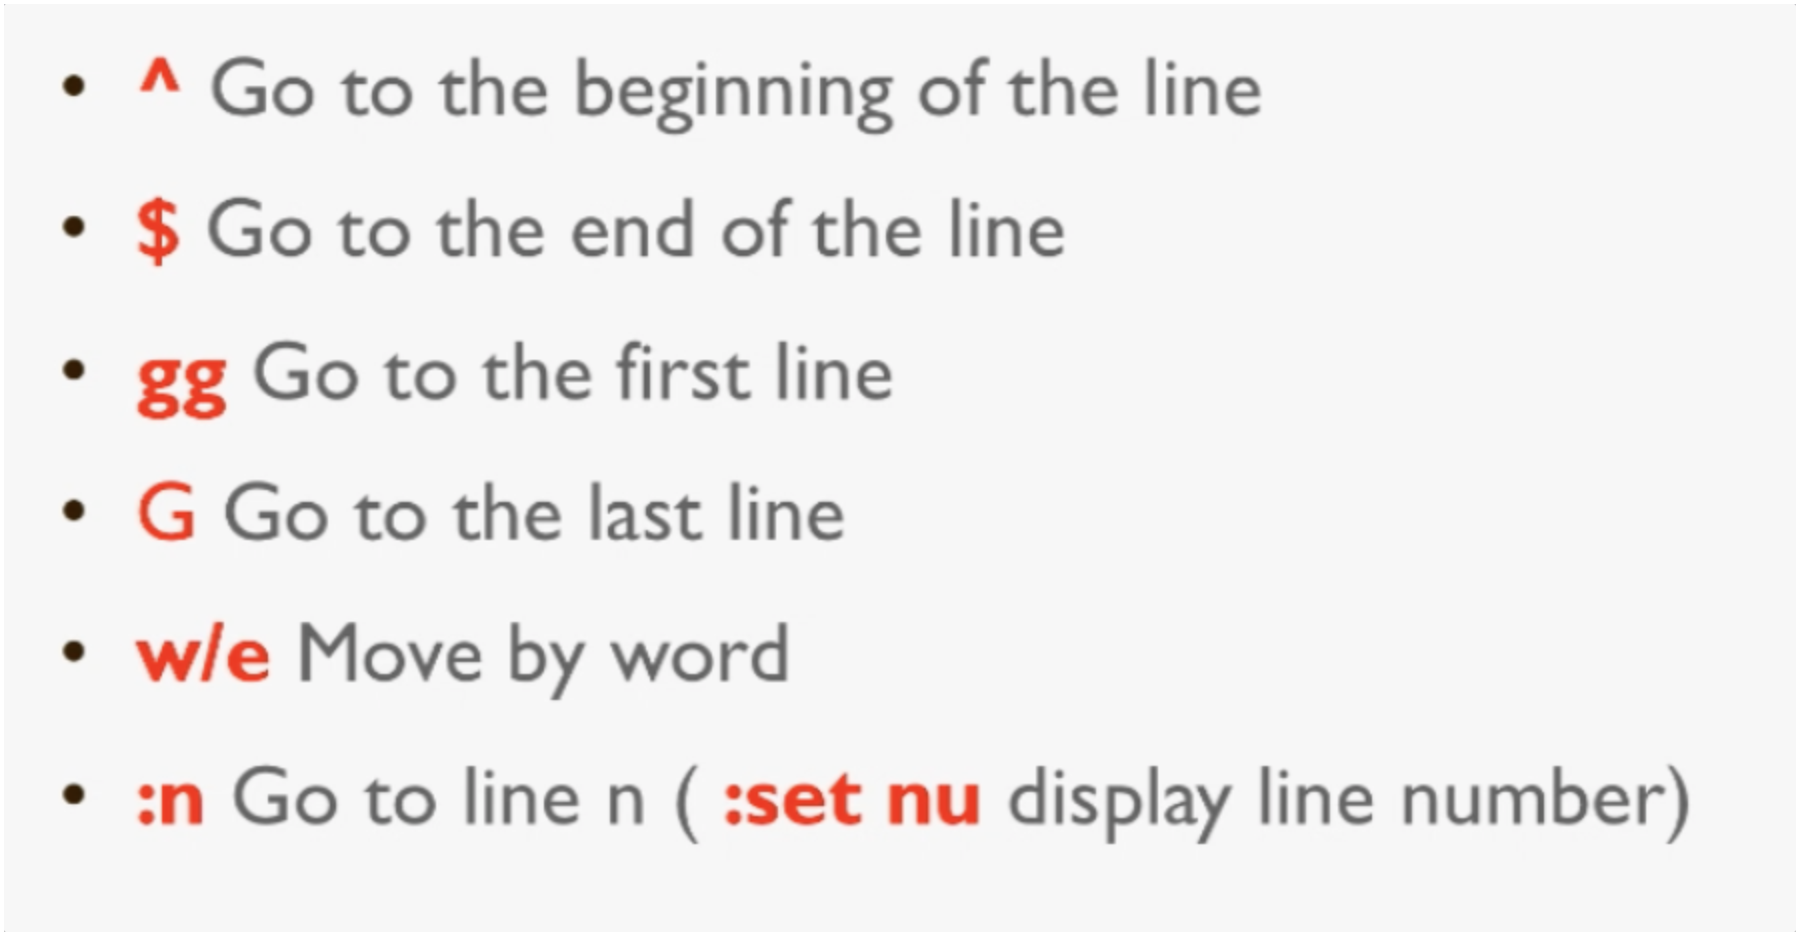 • ^ Go to the beginning of the line
• $ Go to the end of the line
• gg Go to the first line
• G Go to the last line
• w/e Move by word
• :n Go to line n ( :set nu display line number)